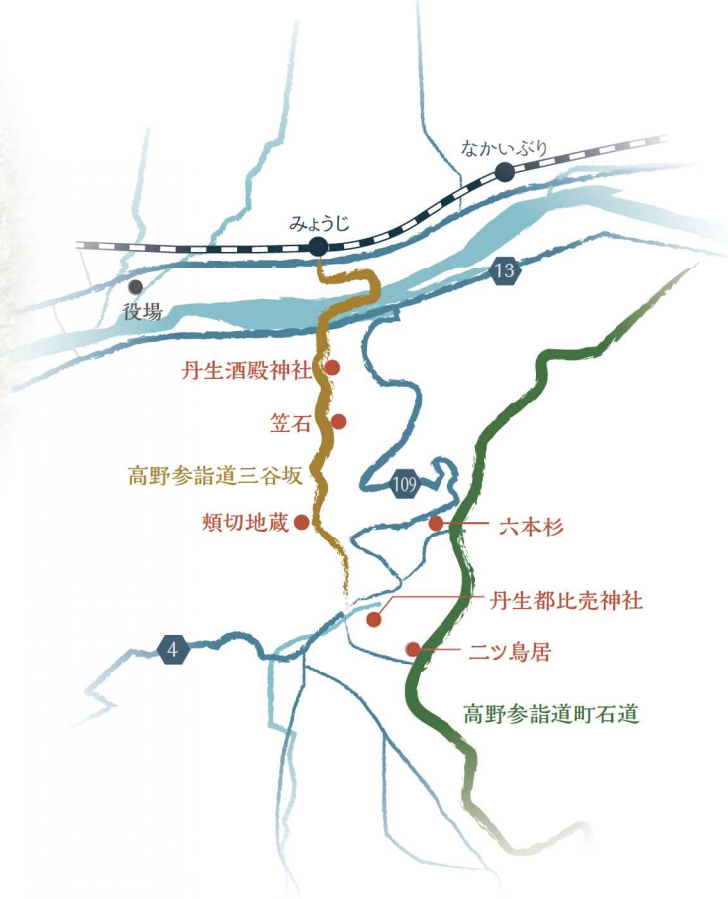 なかいぶり
みょうじ
13
役場
丹生酒殿神社
笠石
高野参詣道三谷坂
109
頬切地蔵
六本杉
丹生都比売神社
4
二ツ鳥居
高野参詣道町石道